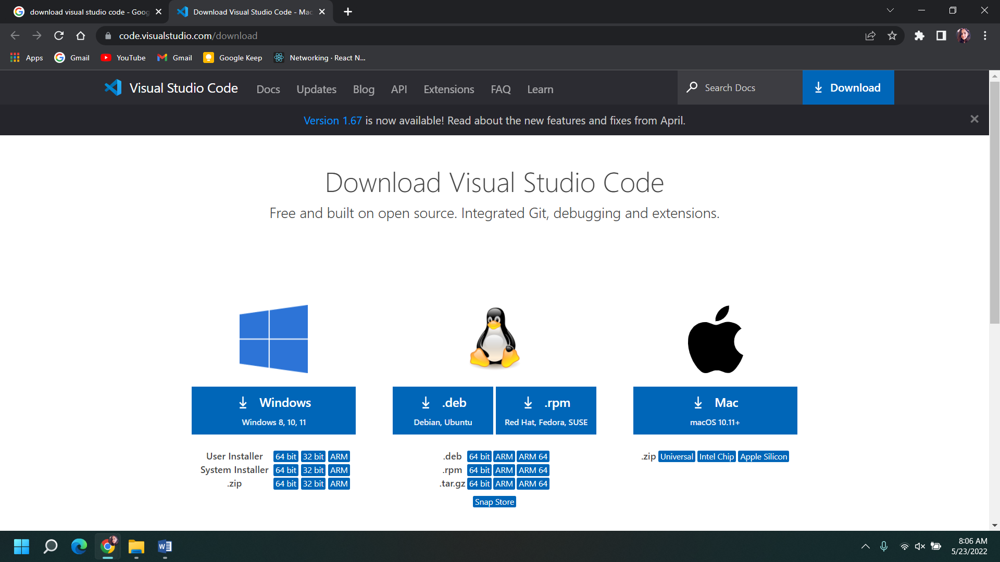 download visual studio code - Goog
Download Visual Studio Code - Mac
code.visualstudio.com/download
Apps Gmail YouTube Gmail Google Keep Networking · React N...
Visual Studio Code Docs Updates Blog API Extensions FAQ Learn Search Docs Download
Version 1.67 is now available! Read about the new features and fixes from April.
Download Visual Studio Code
Free and built on open source. Integrated Git, debugging and extensions.
Windows
Windows 8, 10, 11
User Installer 64 bit 32 bit ARM
System Installer 64 bit 32 bit ARM
.zip 64 bit 32 bit ARM
.deb
Debian, Ubuntu
.rpm
Red Hat, Fedora, SUSE
.deb 64 bit ARM ARM 64
.rpm 64 bit ARM ARM 64
.tar.gz 64 bit ARM ARM 64
Snap Store
Mac
macOS 10.11+
.zip Universal Intel Chip Apple Silicon
8:06 AM
5/23/2022